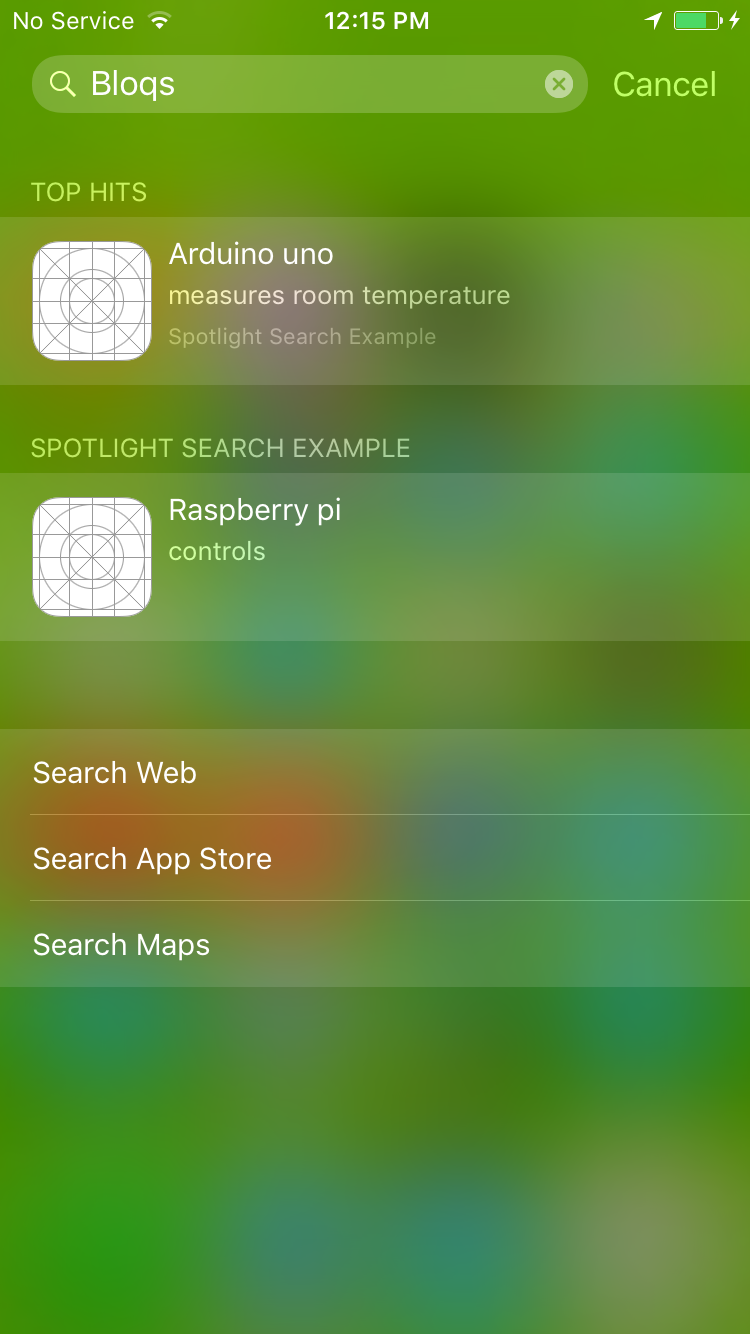 No Service 12:15 PM
Bloqs Cancel
TOP HITS
Arduino uno
measures room temperature
Spotlight Search Example
SPOTLIGHT SEARCH EXAMPLE
Raspberry pi
controls
Search Web
Search App Store
Search Maps